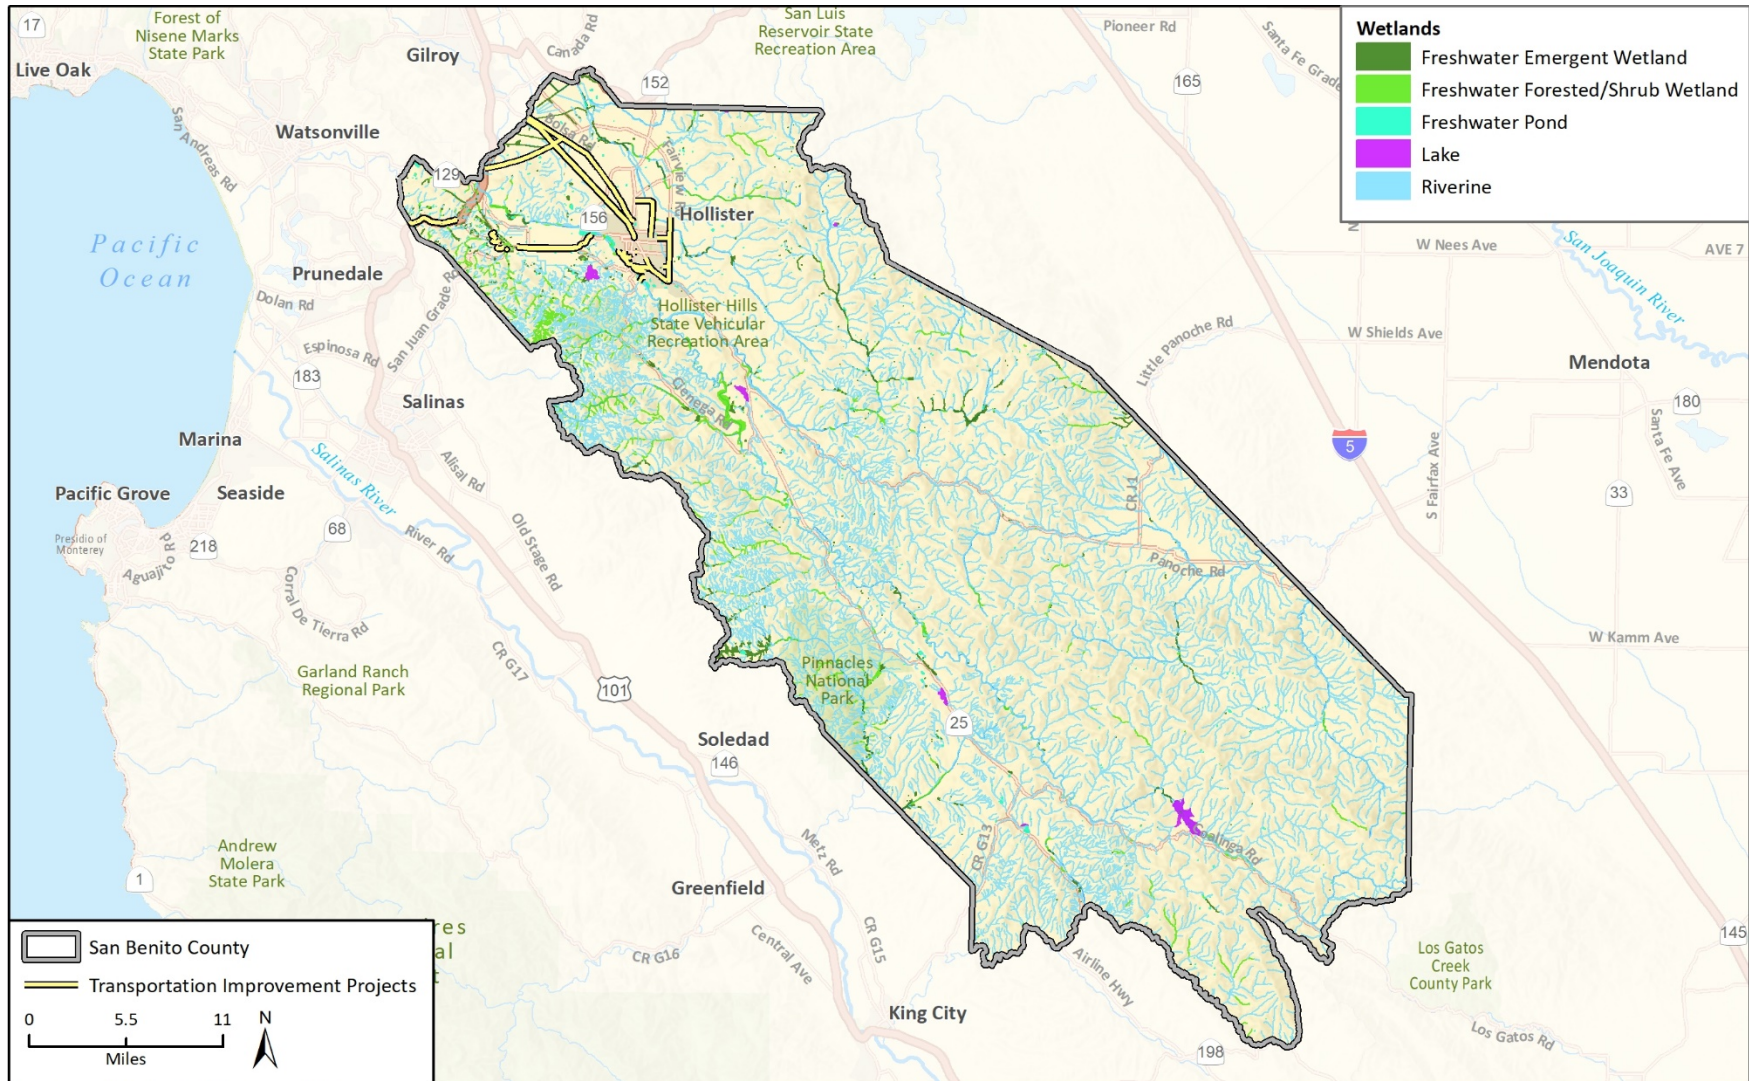 17
Forest of
Nisene Marks
State Park
Live Oak
Gilroy
Canada Rd
San Luis
Reservoir State
Recreation Area
152
Pioneer Rd
165
Santa Fe Grade
Wetlands
Freshwater Emergent Wetland
Freshwater Forested/Shrub Wetland
Freshwater Pond
Lake
Riverine
Watsonville
San Andreas Rd
129
Bolsa Rd
Fairview Rd
156
Hollister
Pacific
Ocean
Prunedale
Dolan Rd
San Juan Grade Rd
Espinosa Rd
183
Salinas
Hollister Hills
State Vehicular
Recreation Area
Cienega Rd
N
W Nees Ave
AVE 7
San Joaquin River
Little Panoche Rd
W Shields Ave
Mendota
180
Santa Fe Ave
5
S Fairfax Ave
33
Marina
Salinas River
Alisal Rd
Pacific Grove
Seaside
Presidio of
Monterey
218
68
River Rd
Old Stage Rd
Aguajito Rd
Corral De Tierra Rd
CR G17
CR J1
Panoche Rd
W Kamm Ave
Garland Ranch
Regional Park
101
Pinnacles
National
Park
25
Soledad
146
Andrew
Molera
State Park
1
Metz Rd
CR G13
Coalinga Rd
Greenfield
res
al
t
CR G16
Central Ave
CR G15
Airline Hwy
King City
198
Los Gatos
Creek
County Park
Los Gatos Rd
145
San Benito County
Transportation Improvement Projects
0 5.5 11
Miles
N